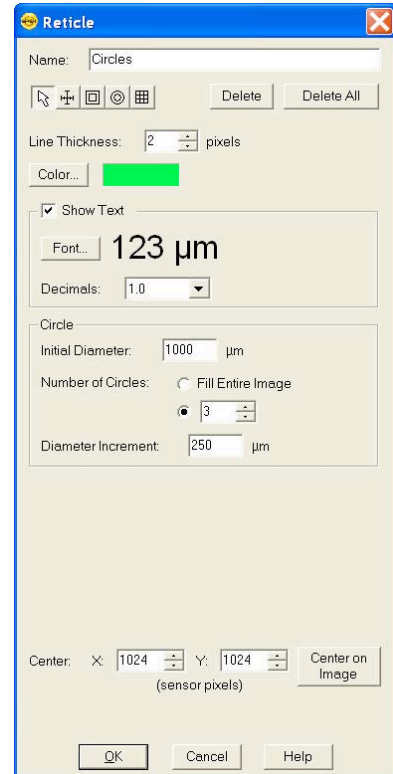 Reticle
Name: Circles
Delete Delete All
Line Thickness: 2 pixels
Color...
Show Text
Font... 123 µm
Decimals: 1.0
Circle
Initial Diameter: 1000 µm
Number of Circles: Fill Entire Image
3
Diameter Increment: 250 µm
Center: X: 1024 Y: 1024 Center on
Image
(sensor pixels)
OK Cancel Help